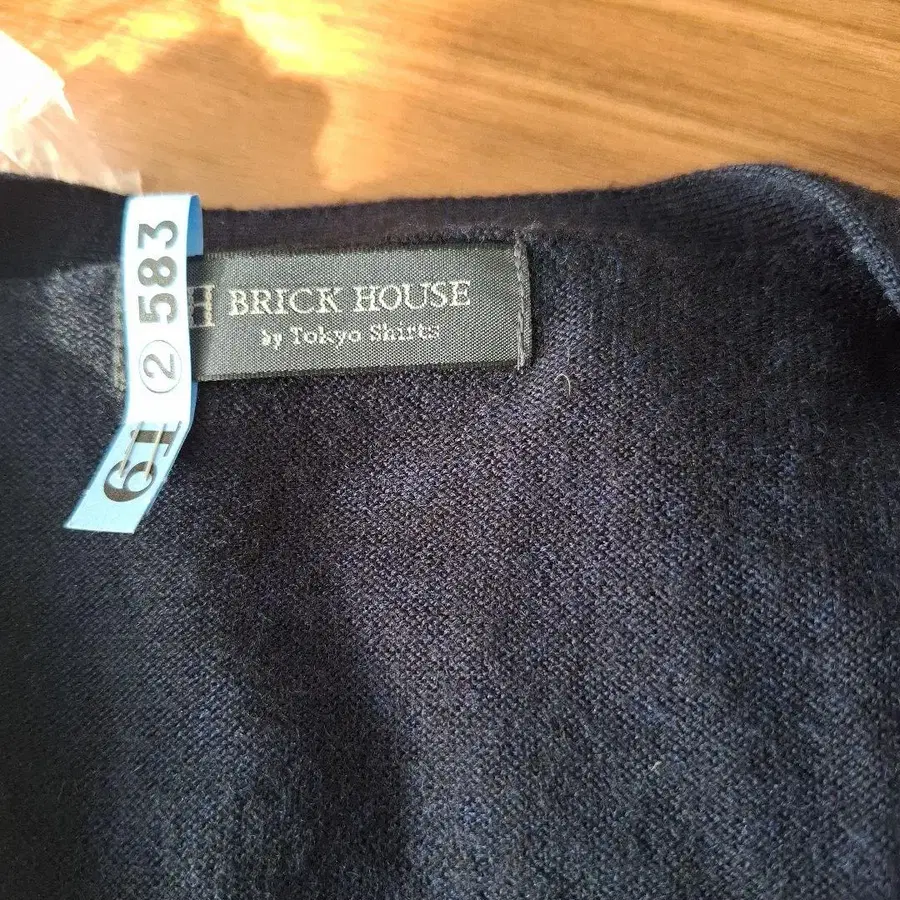 H BRICK HOUSE
by Tokyo Shirts
61 ② 583